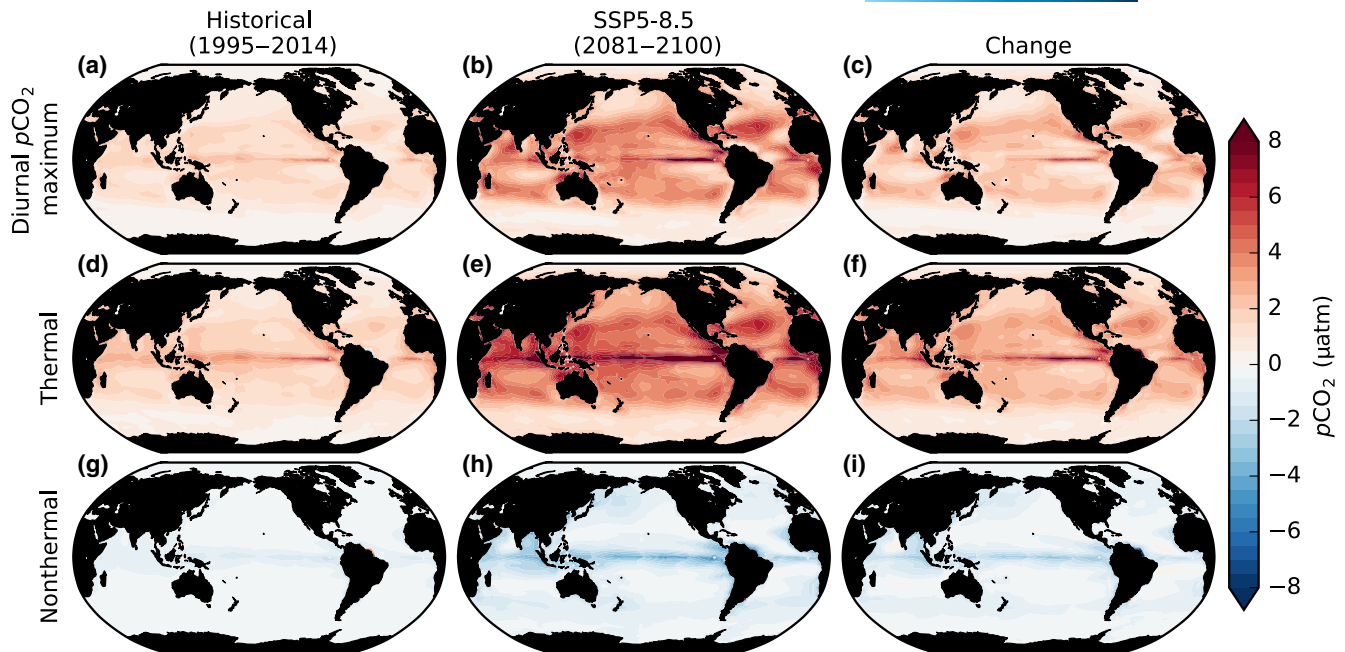 Historical
(1995–2014)
SSP5-8.5
(2081–2100)
Change
Diurnal pCO2
maximum
(a)
(b)
(c)
Thermal
(d)
(e)
(f)
Nonthermal
(g)
(h)
(i)
8
6
4
2
0
−2
−4
−6
−8
pCO2 (μatm)